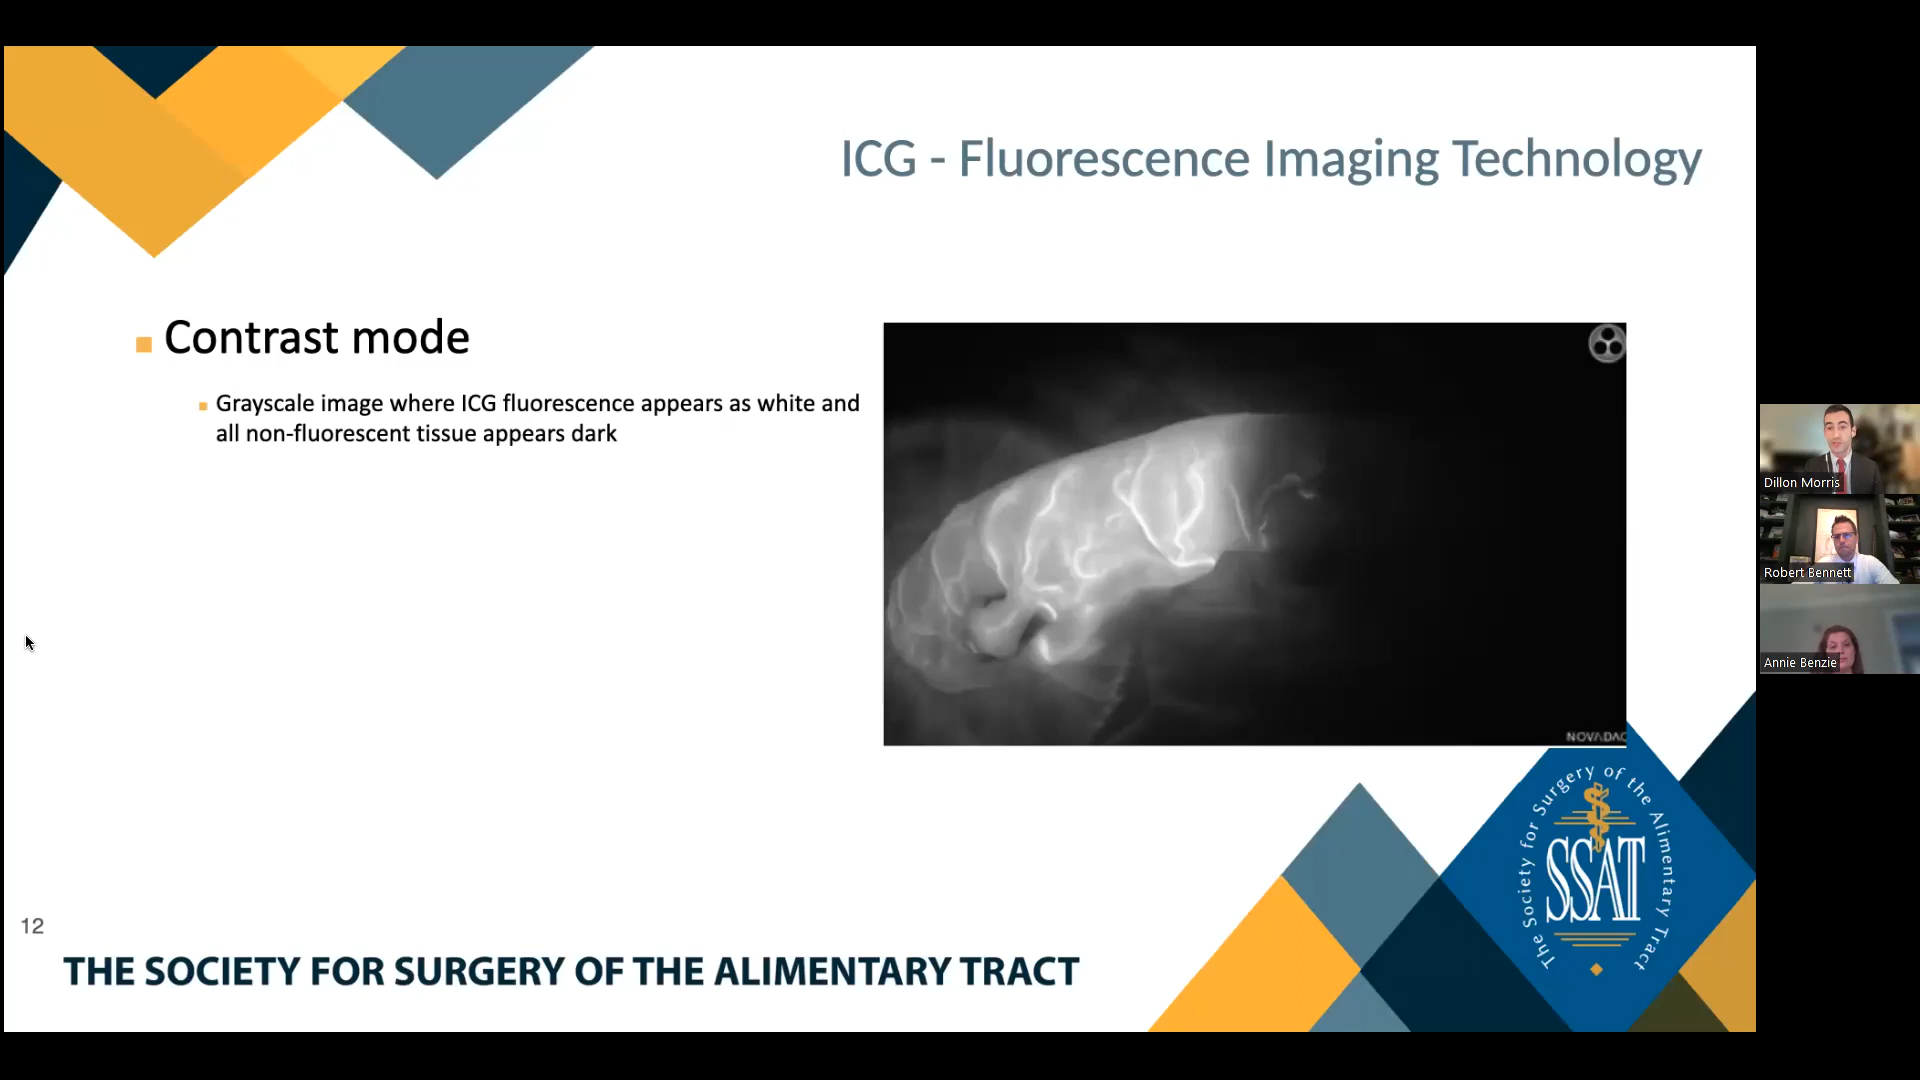 ICG - Fluorescence Imaging Technology
Contrast mode
Grayscale image where ICG fluorescence appears as white and
all non-fluorescent tissue appears dark
NOVADAQ
Dillon Morris
Robert Bennett
Annie Benzie
The Society for Surgery of the Alimentary Tract
SSAT
12
THE SOCIETY FOR SURGERY OF THE ALIMENTARY TRACT